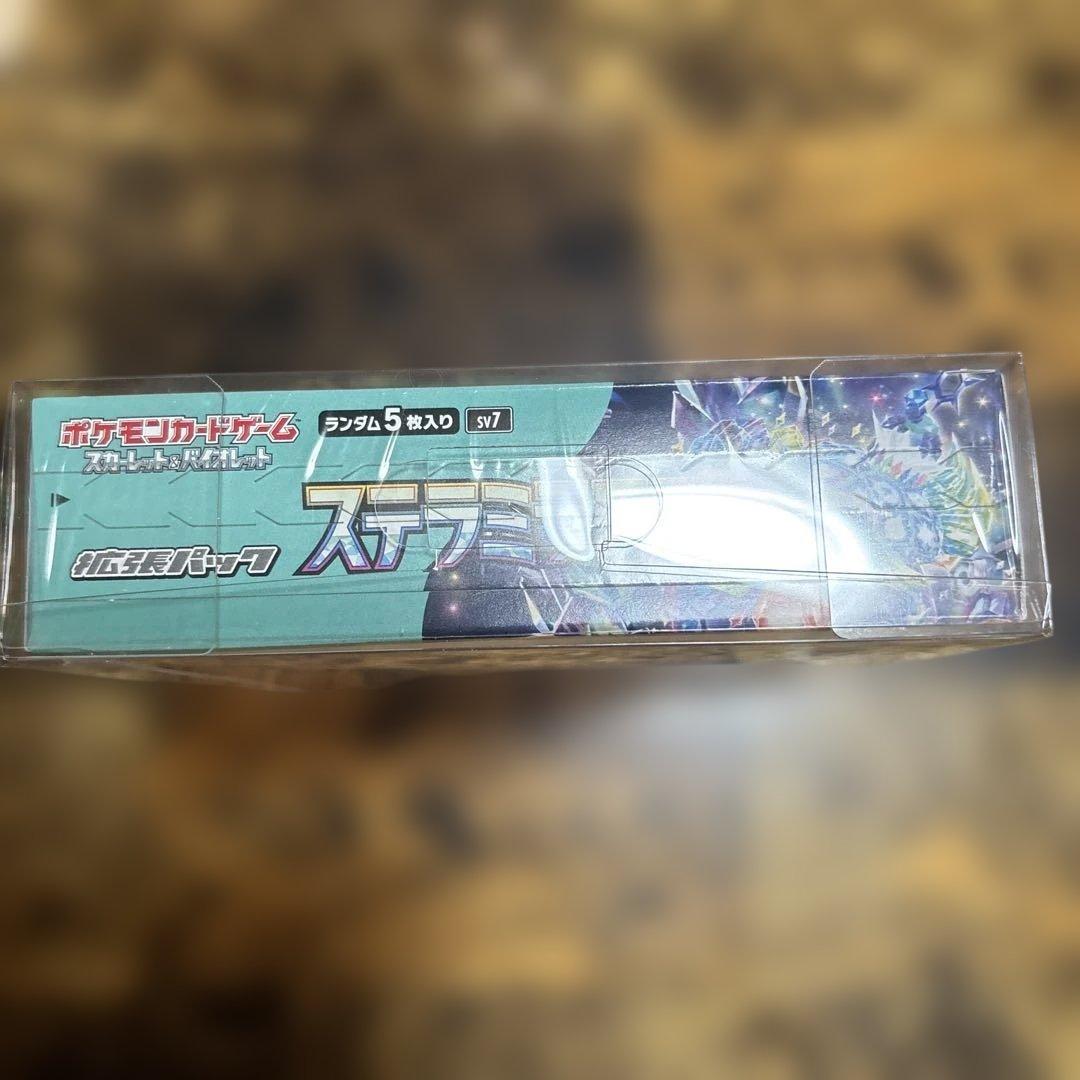 ポケモンカードゲーム
スカーレット&バイオレット
ランダム5枚入り SV7
ステラミ
拡張パック